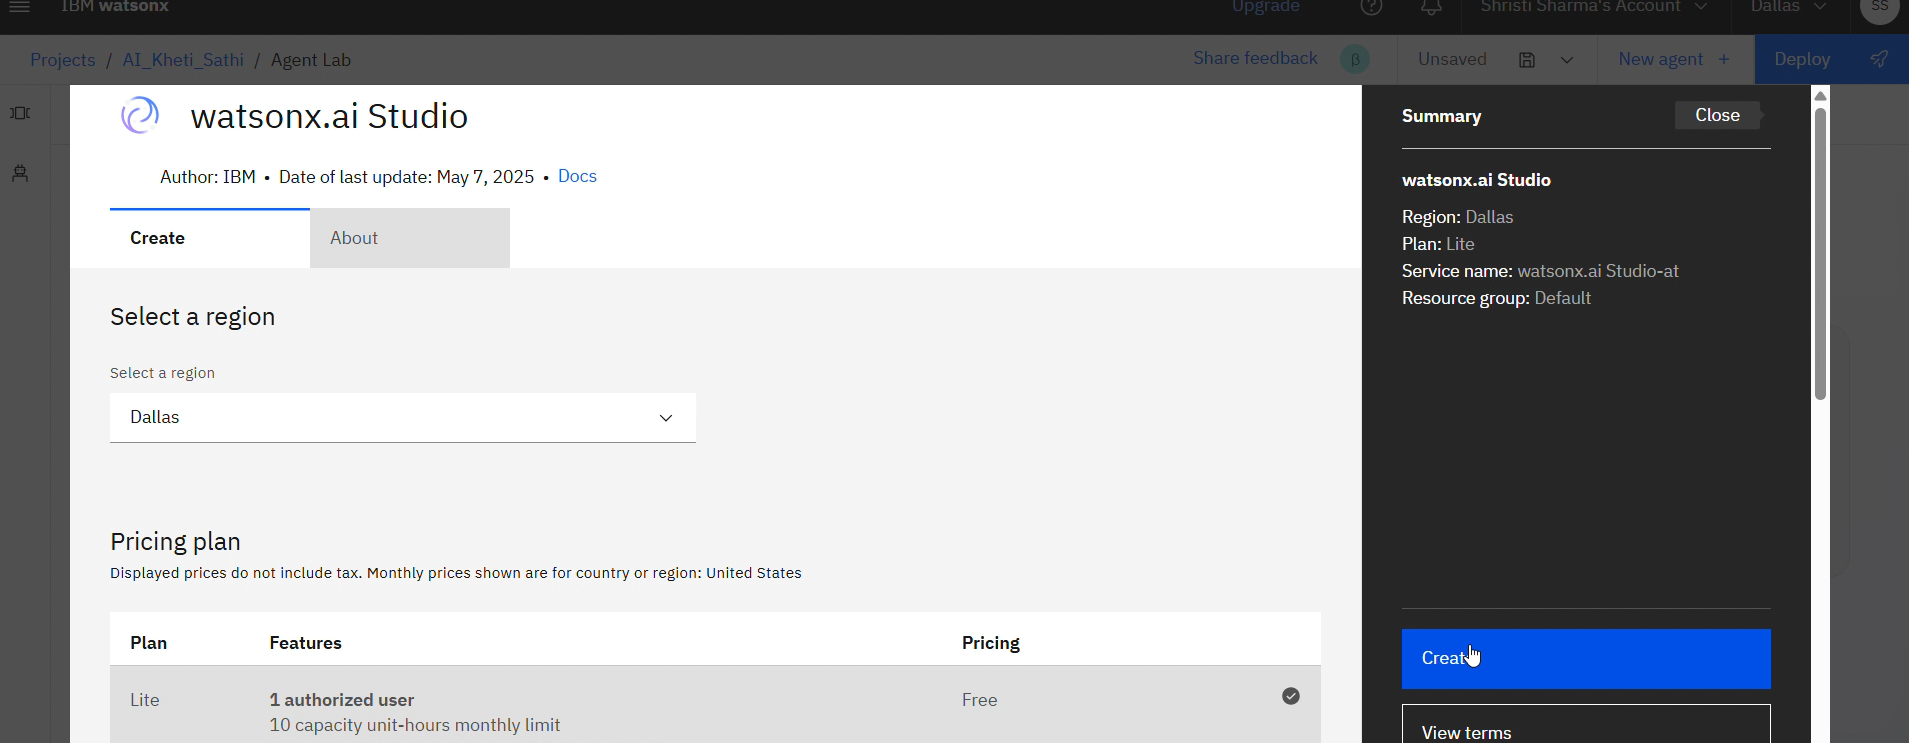 IBM watsonx
Upgrade
Shristi Sharma's Account
Dallas
SS
Projects / AI_Kheti_Sathi / Agent Lab
Share feedback
β
Unsaved
New agent +
Deploy
watsonx.ai Studio
Author: IBM • Date of last update: May 7, 2025 • Docs
Create
About
Select a region
Select a region
Dallas
Pricing plan
Displayed prices do not include tax. Monthly prices shown are for country or region: United States
Plan Features Pricing
Lite 1 authorized user Free
10 capacity unit-hours monthly limit
Summary
Close
watsonx.ai Studio
Region: Dallas
Plan: Lite
Service name: watsonx.ai Studio-at
Resource group: Default
Create
View terms